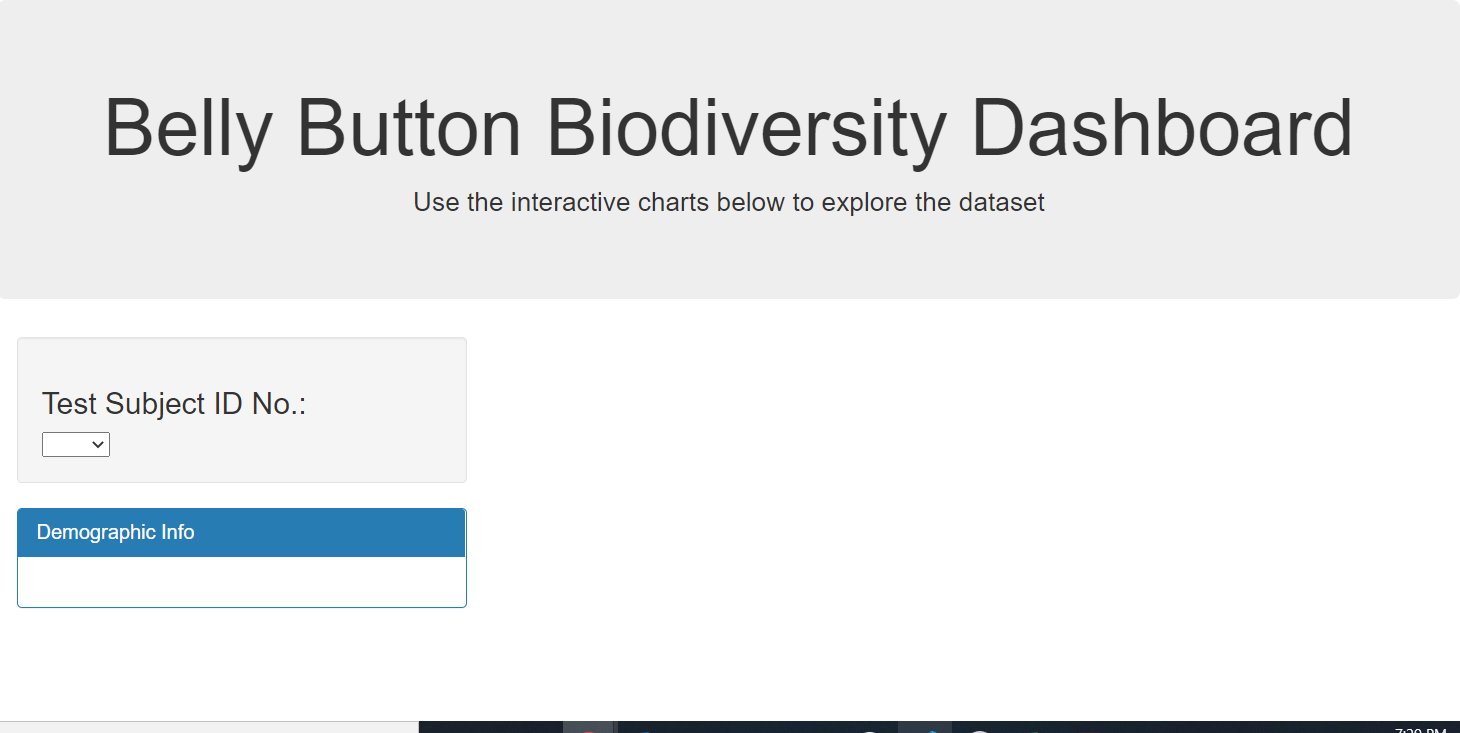 Belly Button Biodiversity Dashboard
Use the interactive charts below to explore the dataset
Test Subject ID No.:
Demographic Info